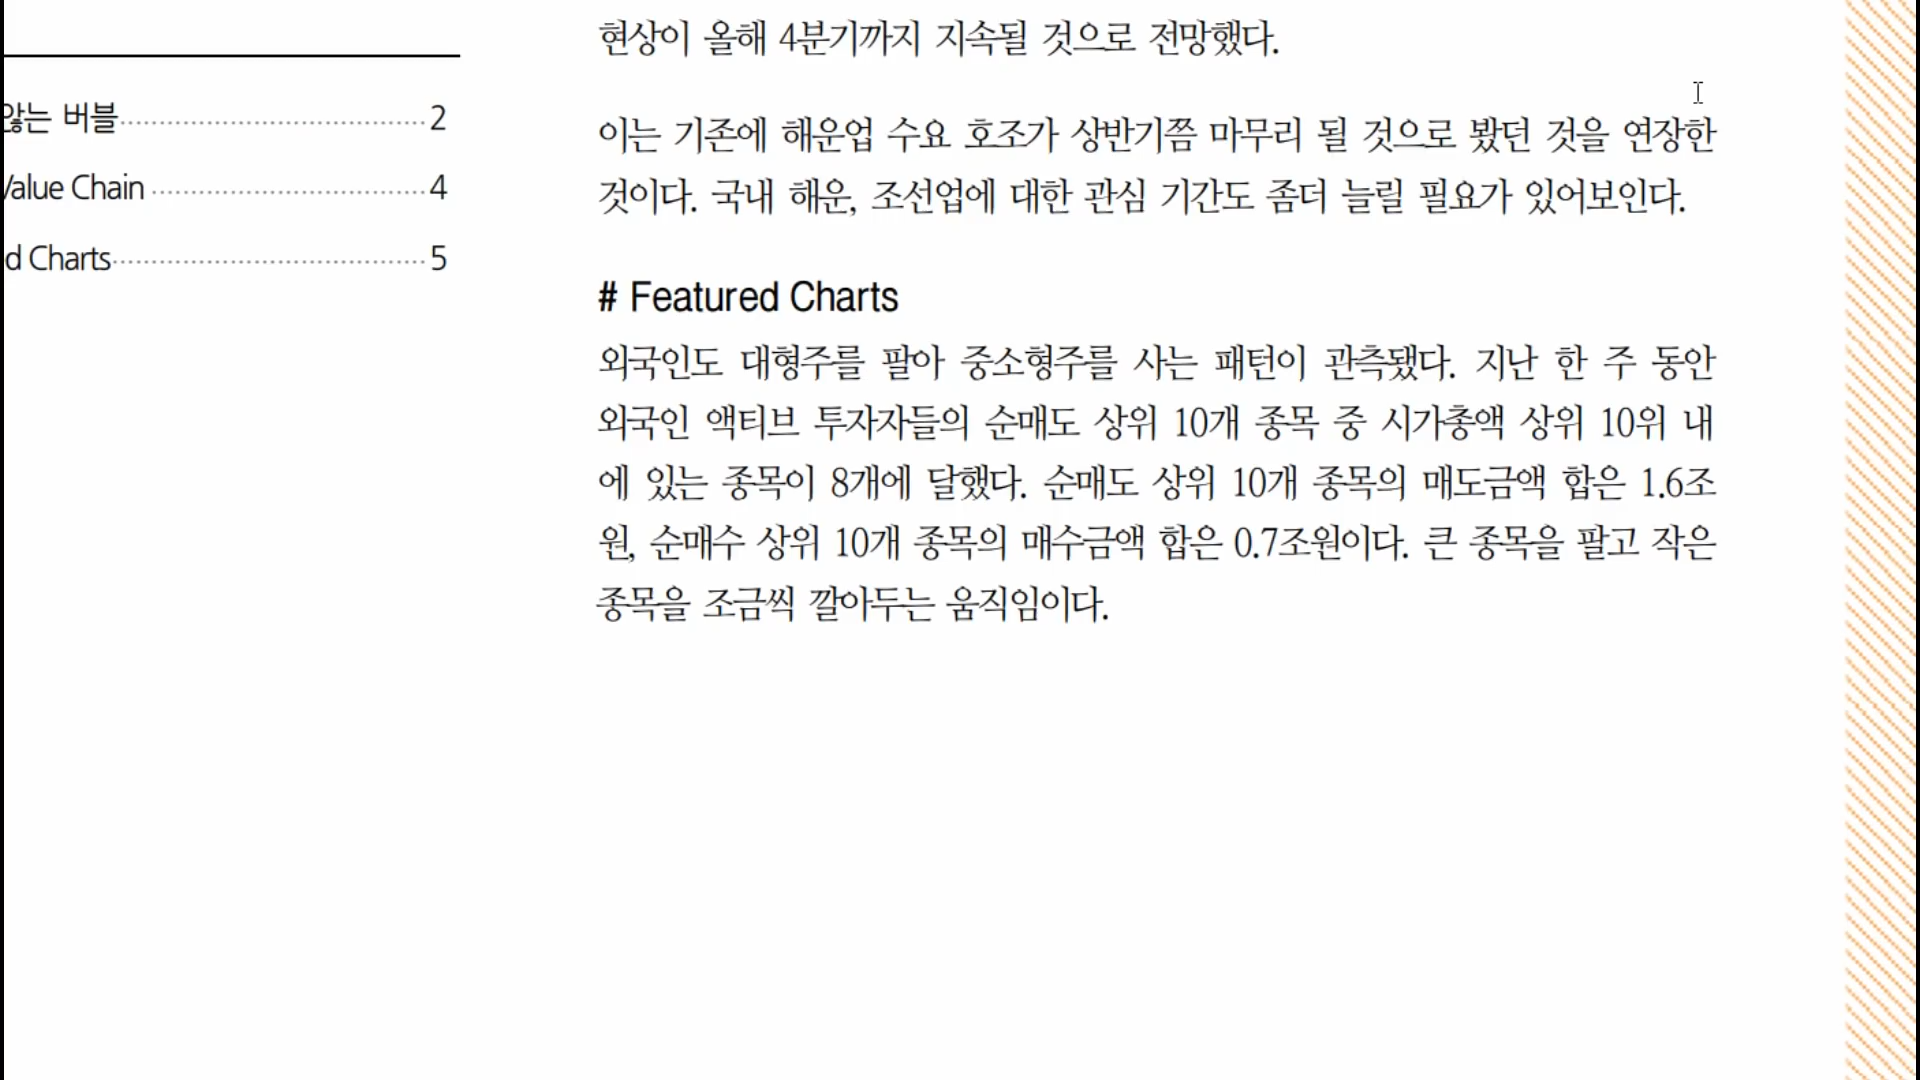 않는 버블 2
Value Chain 4
d Charts 5
현상이 올해 4분기까지 지속될 것으로 전망했다.
이는 기존에 해운업 수요 호조가 상반기쯤 마무리 될 것으로 봤던 것을 연장한
것이다. 국내 해운, 조선업에 대한 관심 기간도 좀더 늘릴 필요가 있어보인다.
# Featured Charts
외국인도 대형주를 팔아 중소형주를 사는 패턴이 관측됐다. 지난 한 주 동안
외국인 액티브 투자자들의 순매도 상위 10개 종목 중 시가총액 상위 10위 내
에 있는 종목이 8개에 달했다. 순매도 상위 10개 종목의 매도금액 합은 1.6조
원, 순매수 상위 10개 종목의 매수금액 합은 0.7조원이다. 큰 종목을 팔고 작은
종목을 조금씩 깔아두는 움직임이다.